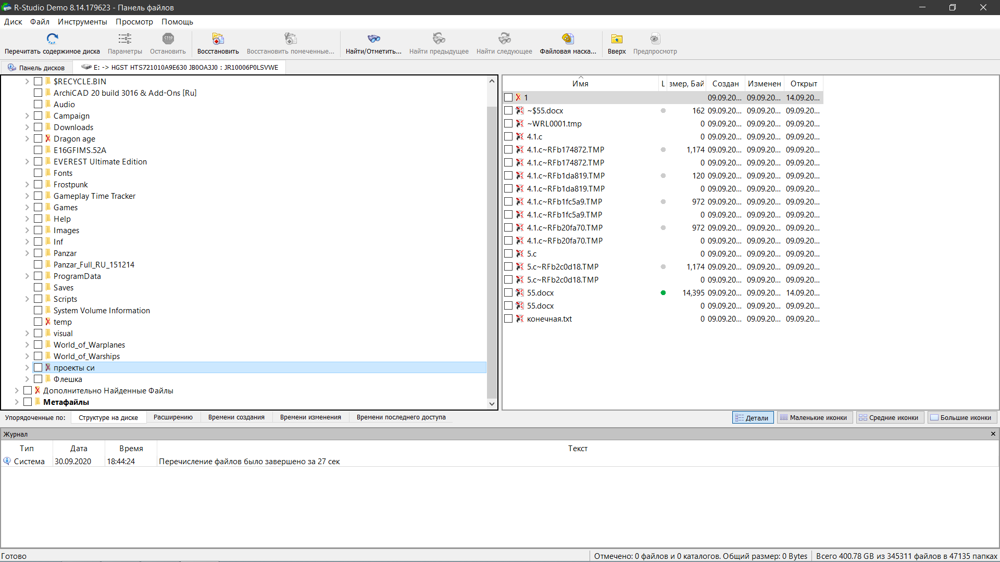 R-Studio Demo 8.14.179623 - Панель файлов
Диск Файл Инструменты Просмотр Помощь
Перечитать содержимое диска Параметры Остановить Восстановить Восстановить помеченные... Найти/Отметить... Найти предыдущее Найти следующее Файловая маска... Вверх Предпросмотр
Панель дисков E: -> HGST HTS721010A9E630 JB0OA3J0 : JR10006P0LSVWE
$RECYCLE.BIN
ArchiCAD 20 build 3016 & Add-Ons [Ru]
Audio
Campaign
Downloads
Dragon age
E16GFIMS.52A
EVEREST Ultimate Edition
Fonts
Frostpunk
Gameplay Time Tracker
Games
Help
Images
Inf
Panzar
Panzar_Full_RU_151214
ProgramData
Saves
Scripts
System Volume Information
temp
visual
World_of_Warplanes
World_of_Warships
проекты си
Флешка
Дополнительно Найденные Файлы
Метафайлы
Имя L змер, Бай Создан Изменен Открыт
1 09.09.20... 09.09.20... 14.09.20...
~$55.docx 162 09.09.20... 09.09.20... 09.09.20...
~WRL0001.tmp 0 09.09.20... 09.09.20... 09.09.20...
4.1.c 0 09.09.20... 09.09.20... 09.09.20...
4.1.c~RFb174872.TMP 1,174 09.09.20... 09.09.20... 09.09.20...
4.1.c~RFb174872.TMP 0 09.09.20... 09.09.20... 09.09.20...
4.1.c~RFb1da819.TMP 120 09.09.20... 09.09.20... 09.09.20...
4.1.c~RFb1da819.TMP 0 09.09.20... 09.09.20... 09.09.20...
4.1.c~RFb1fc5a9.TMP 972 09.09.20... 09.09.20... 09.09.20...
4.1.c~RFb1fc5a9.TMP 0 09.09.20... 09.09.20... 09.09.20...
4.1.c~RFb20fa70.TMP 972 09.09.20... 09.09.20... 09.09.20...
4.1.c~RFb20fa70.TMP 0 09.09.20... 09.09.20... 09.09.20...
5.c 0 09.09.20... 09.09.20... 09.09.20...
5.c~RFb2c0d18.TMP 1,174 09.09.20... 09.09.20... 09.09.20...
5.c~RFb2c0d18.TMP 0 09.09.20... 09.09.20... 09.09.20...
55.docx 14,395 09.09.20... 09.09.20... 14.09.20...
55.docx 0 09.09.20... 09.09.20... 09.09.20...
конечная.txt 0 09.09.20... 09.09.20... 09.09.20...
Упорядоченные по: Структуре на диске Расширению Времени создания Времени изменения Времени последнего доступа
Детали Маленькие иконки Средние иконки Большие иконки
Журнал
Тип Дата Время Текст
Система 30.09.2020 18:44:24 Перечисление файлов было завершено за 27 сек
Готово Отмечено: 0 файлов и 0 каталогов. Общий размер: 0 Bytes Всего 400.78 GB из 345311 файлов в 47135 папках